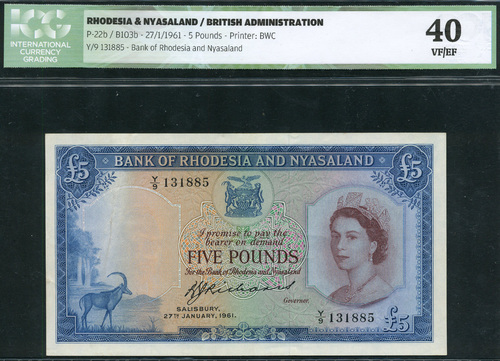 ICG
INTERNATIONAL
CURRENCY
GRADING
RHODESIA & NYASALAND / BRITISH ADMINISTRATION
P-22b / B103b - 27/1/1961 - 5 Pounds - Printer: BWC
Y/9 131885 - Bank of Rhodesia and Nyasaland
40
VF/EF
£5 BANK OF RHODESIA AND NYASALAND £5
Y/9 131885
I promise to pay the
bearer on demand
FIVE POUNDS
For the Bank of Rhodesia and Nyasaland
Governor.
SALISBURY,
27TH JANUARY, 1961.
Y/9 131885
£5